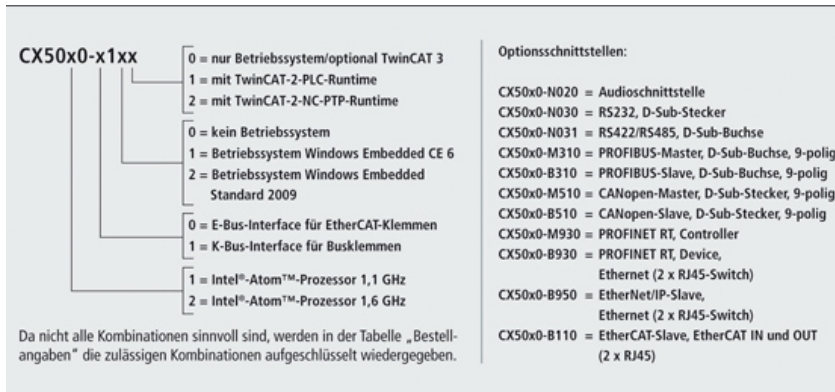 CX50x0-x1xx
0 = nur Betriebssystem/optional TwinCAT 3
1 = mit TwinCAT-2-PLC-Runtime
2 = mit TwinCAT-2-NC-PTP-Runtime
0 = kein Betriebssystem
1 = Betriebssystem Windows Embedded CE 6
2 = Betriebssystem Windows Embedded
Standard 2009
0 = E-Bus-Interface für EtherCAT-Klemmen
1 = K-Bus-Interface für Busklemmen
1 = Intel®-Atom™-Prozessor 1,1 GHz
2 = Intel®-Atom™-Prozessor 1,6 GHz
Da nicht alle Kombinationen sinnvoll sind, werden in der Tabelle „Bestell-
angaben“ die zulässigen Kombinationen aufgeschlüsselt wiedergegeben.
Optionsschnittstellen:
CX50x0-N020 = Audioschnittstelle
CX50x0-N030 = RS232, D-Sub-Stecker
CX50x0-N031 = RS422/RS485, D-Sub-Buchse
CX50x0-M310 = PROFIBUS-Master, D-Sub-Buchse, 9-polig
CX50x0-B310 = PROFIBUS-Slave, D-Sub-Buchse, 9-polig
CX50x0-M510 = CANopen-Master, D-Sub-Stecker, 9-polig
CX50x0-B510 = CANopen-Slave, D-Sub-Stecker, 9-polig
CX50x0-M930 = PROFINET RT, Controller
CX50x0-B930 = PROFINET RT, Device,
Ethernet (2 x RJ45-Switch)
CX50x0-B950 = EtherNet/IP-Slave,
Ethernet (2 x RJ45-Switch)
CX50x0-B110 = EtherCAT-Slave, EtherCAT IN und OUT
(2 x RJ45)